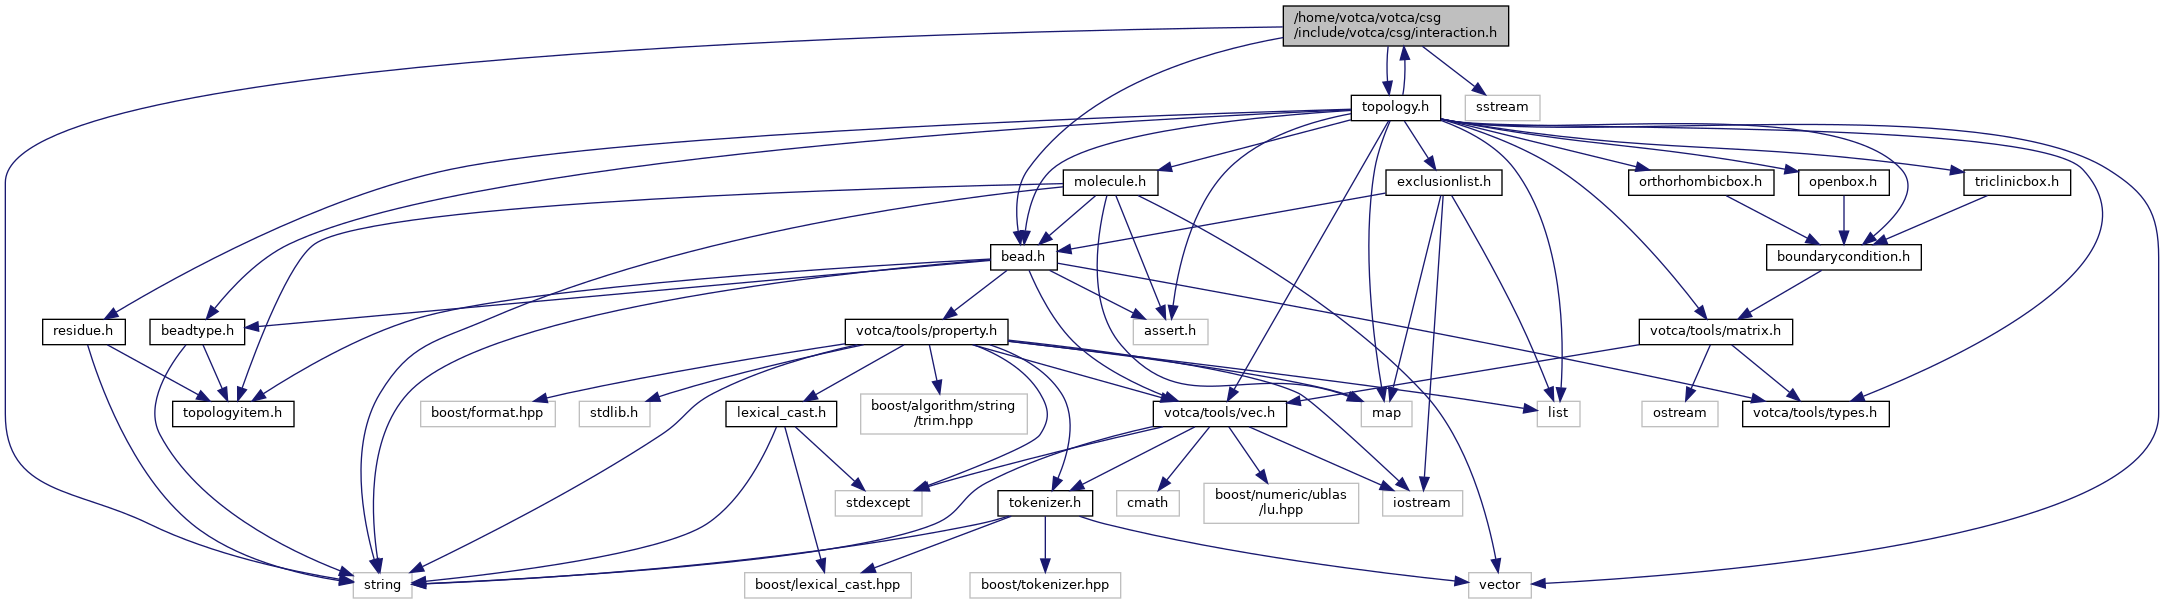 /home/votca/votca/csg
/include/votca/csg/interaction.h
topology.h
sstream
molecule.h
exclusionlist.h
orthorhombicbox.h
openbox.h
triclinicbox.h
bead.h
boundarycondition.h
residue.h
beadtype.h
votca/tools/property.h
assert.h
votca/tools/matrix.h
topologyitem.h
boost/format.hpp
stdlib.h
lexical_cast.h
boost/algorithm/string
/trim.hpp
votca/tools/vec.h
map
list
ostream
votca/tools/types.h
stdexcept
tokenizer.h
cmath
boost/numeric/ublas
/lu.hpp
iostream
string
boost/lexical_cast.hpp
boost/tokenizer.hpp
vector